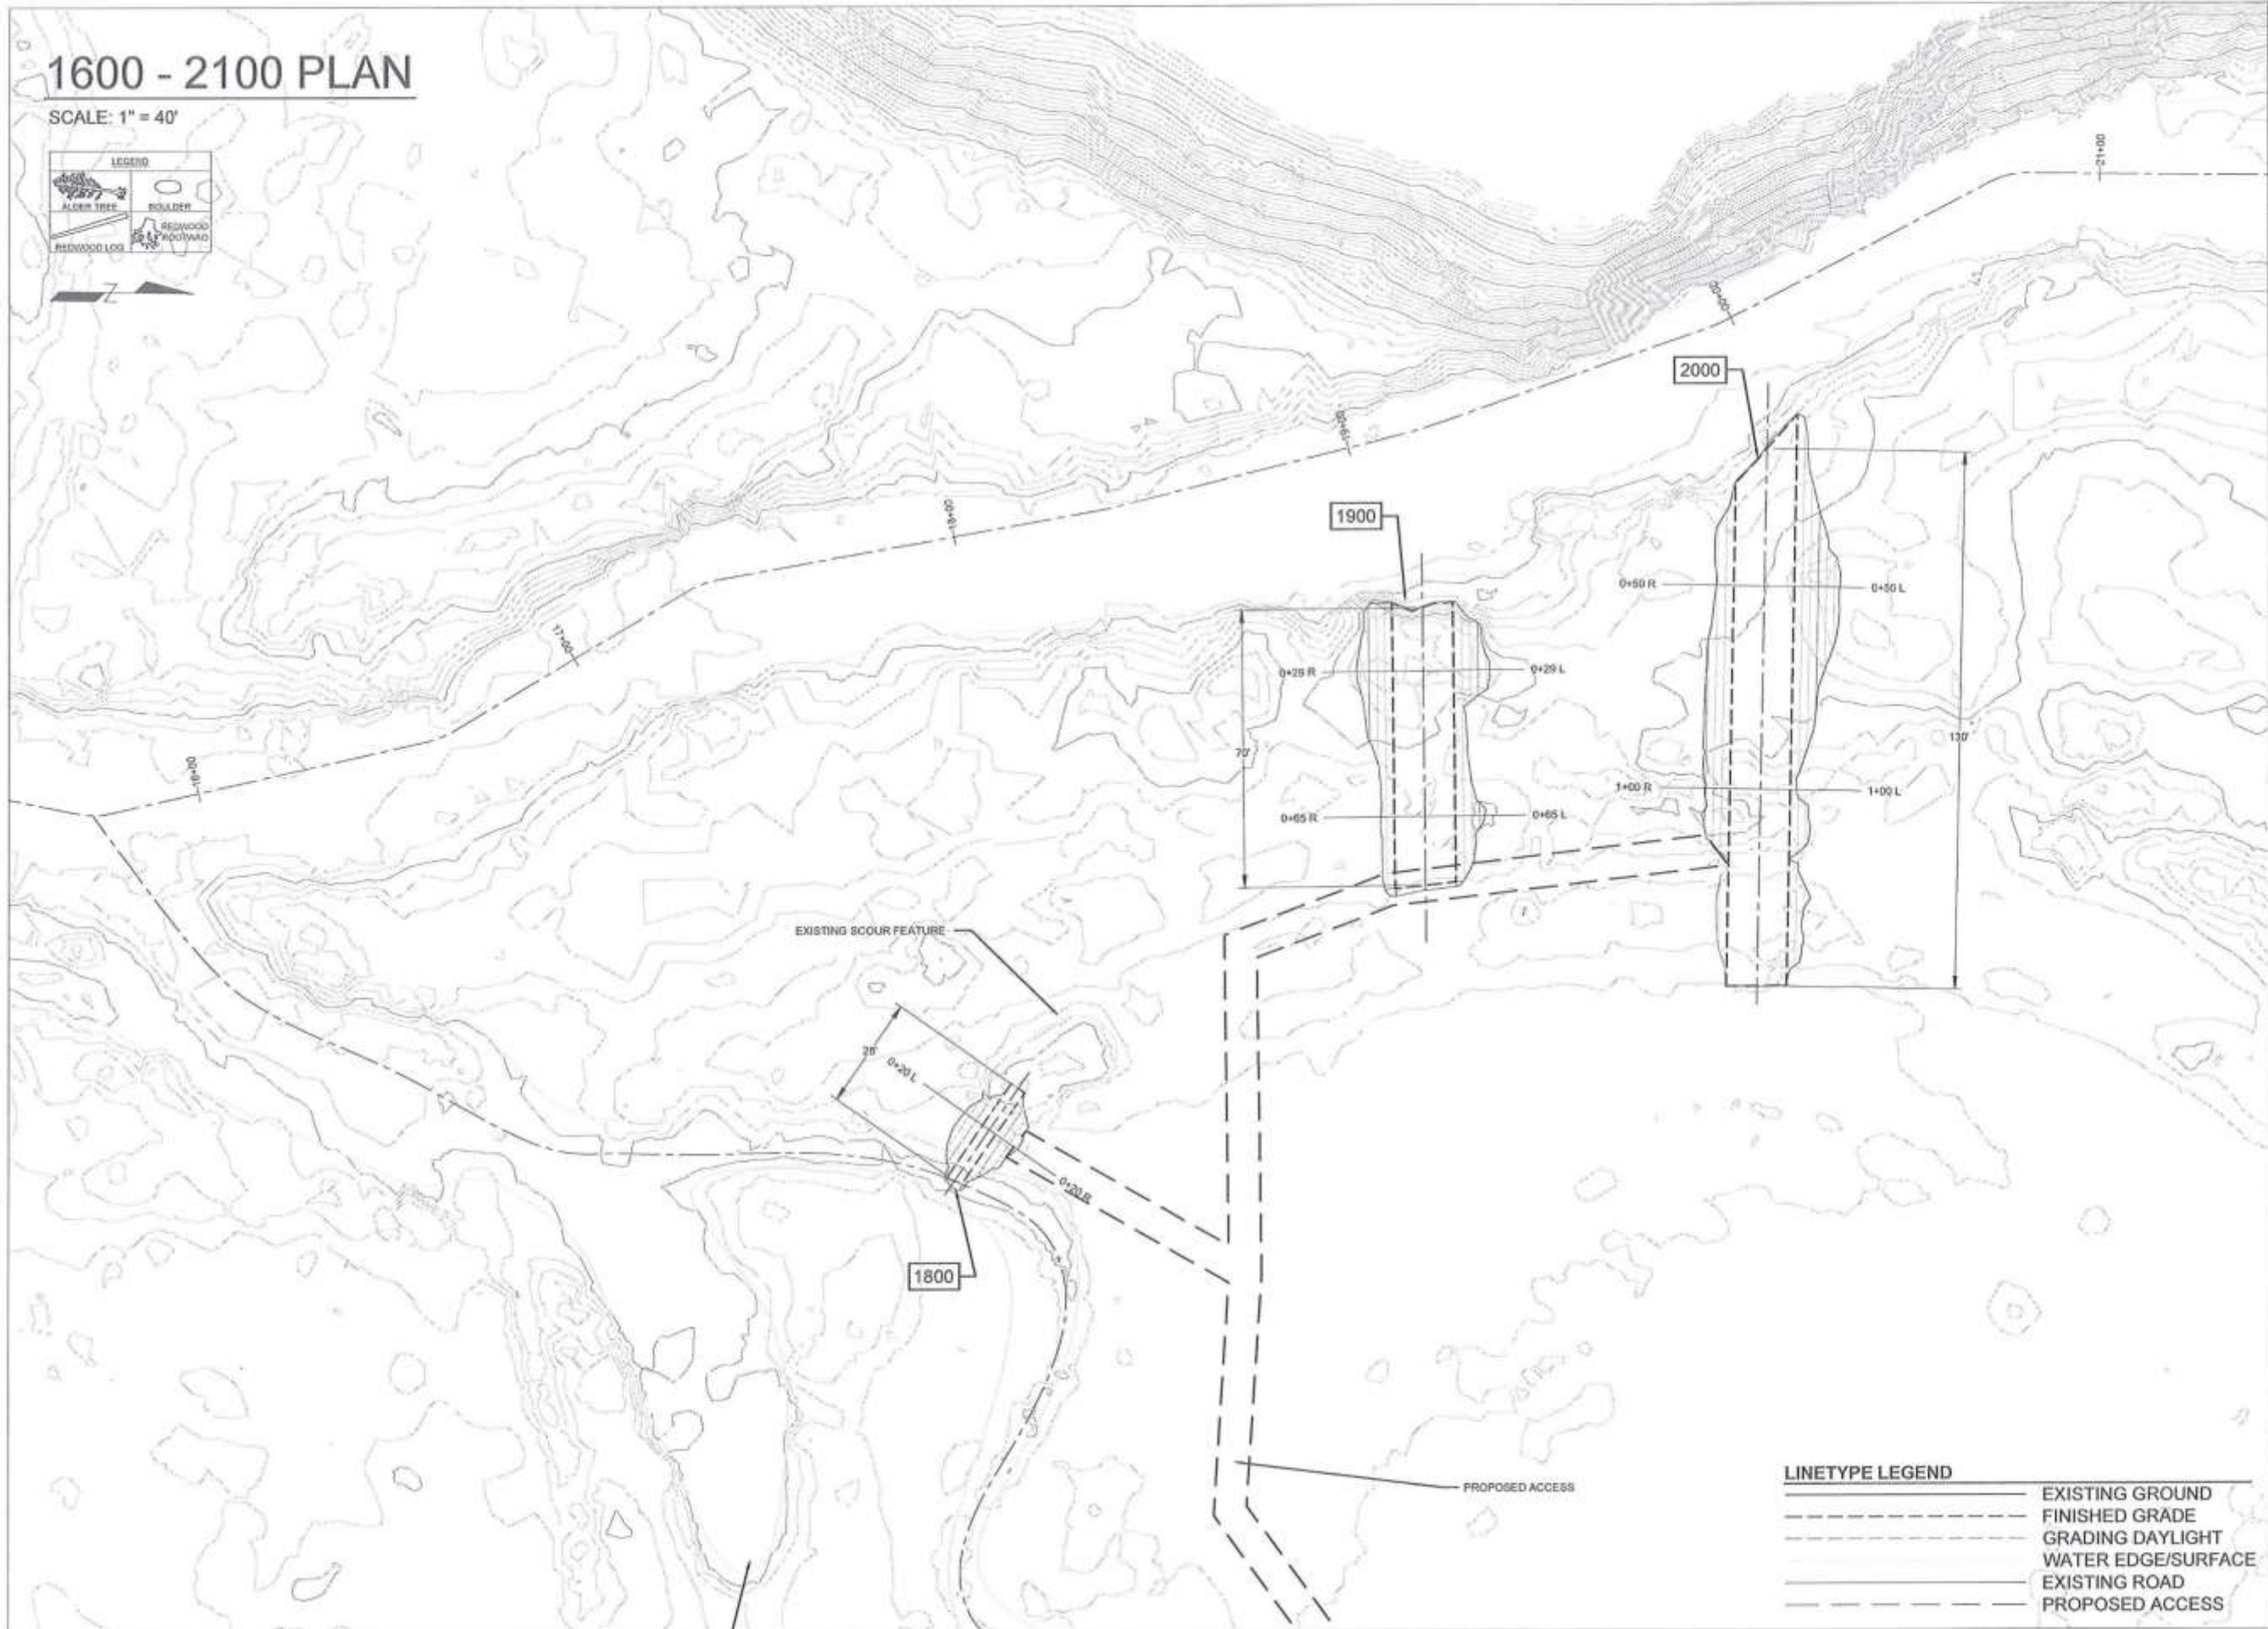 1600 - 2100 PLAN
SCALE: 1" = 40'
LEGEND
ALDER TREE
BOULDER
REDWOOD LOG
REDWOOD
ROOTWAD
Z
21+00
20+00
2000
19+00
1900
18+00
0+50 R
0+50 L
17+00
0+29 R
0+29 L
70'
130'
16+00
1+00 R
1+00 L
0+65 R
0+65 L
EXISTING SCOUR FEATURE
0+20 L
0+20 R
1800
PROPOSED ACCESS
LINETYPE LEGEND
EXISTING GROUND
FINISHED GRADE
GRADING DAYLIGHT
WATER EDGE/SURFACE
EXISTING ROAD
PROPOSED ACCESS